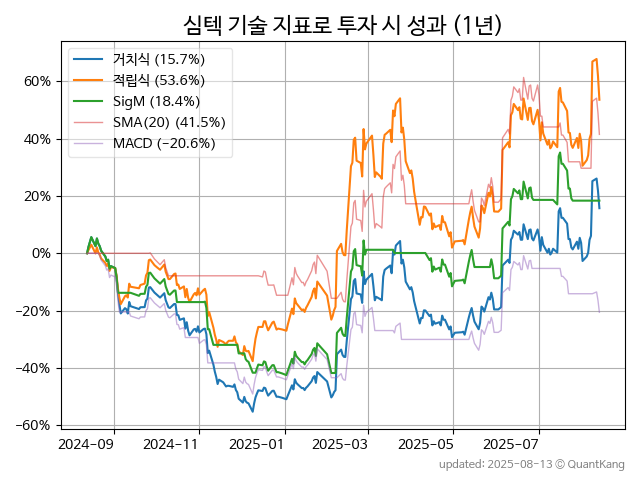 심텍 기술 지표로 투자 시 성과 (1년)
거치식 (15.7%)
적립식 (53.6%)
SigM (18.4%)
SMA(20) (41.5%)
MACD (−20.6%)
60%
40%
20%
0%
−20%
−40%
−60%
2024-09 2024-11 2025-01 2025-03 2025-05 2025-07
updated: 2025-08-13 ⓒ QuantKang